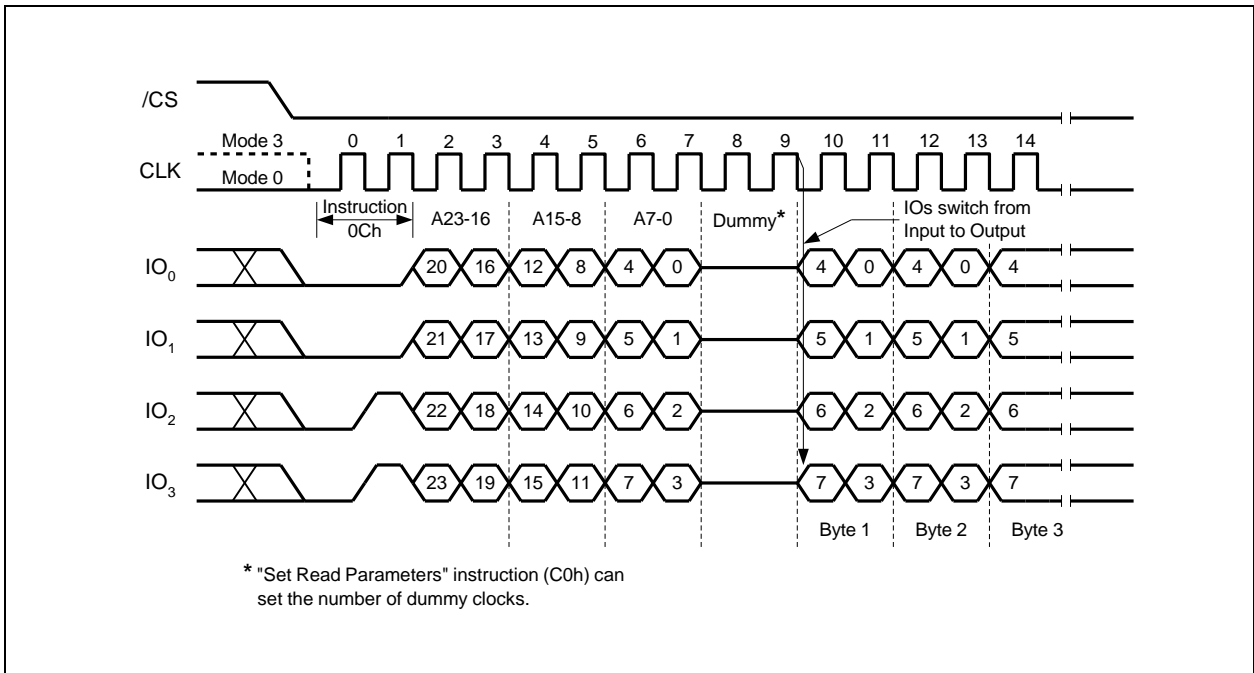 /CS
Mode 3 0 1 2 3 4 5 6 7 8 9 10 11 12 13 14
CLK Mode 0
Instruction A23-16 A15-8 A7-0 Dummy* IOs switch from
0Ch Input to Output
IO0 20 16 12 8 4 0 4 0 4 0 4
IO1 21 17 13 9 5 1 5 1 5 1 5
IO2 22 18 14 10 6 2 6 2 6 2 6
IO3 23 19 15 11 7 3 7 3 7 3 7
Byte 1 Byte 2 Byte 3
* "Set Read Parameters" instruction (C0h) can
set the number of dummy clocks.